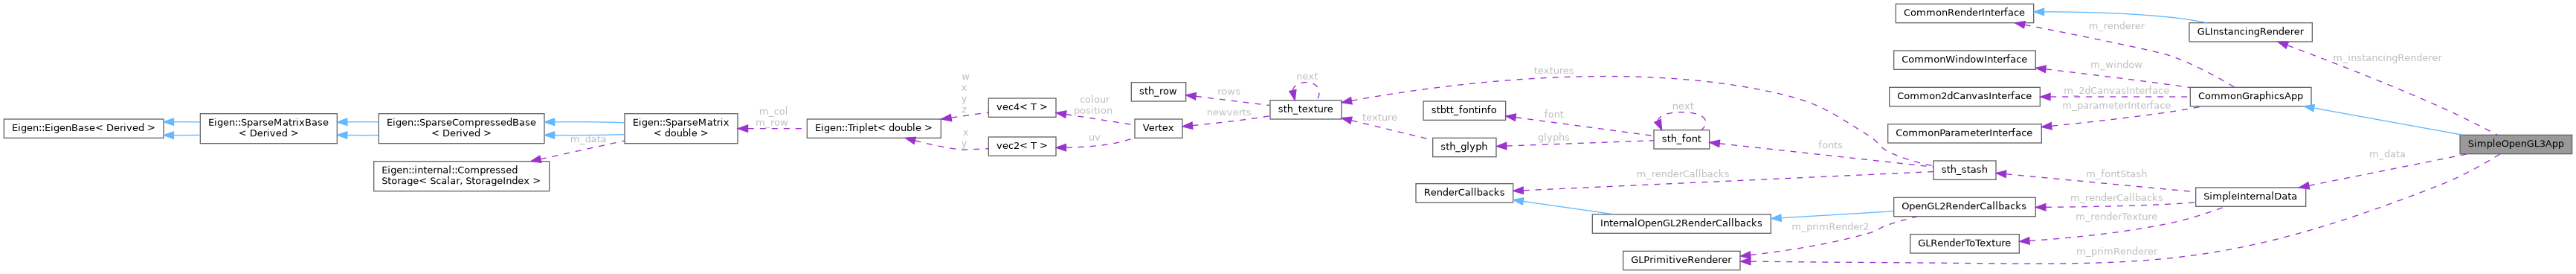 Eigen::EigenBase< Derived >
Eigen::SparseMatrixBase
< Derived >
Eigen::SparseCompressedBase
< Derived >
Eigen::internal::Compressed
Storage< Scalar, StorageIndex >
m_data
Eigen::SparseMatrix
< double >
m_col
m_row
Eigen::Triplet< double >
w
x
y
z
x
y
vec4< T >
vec2< T >
colour
position
uv
sth_row
Vertex
rows
newverts
next
sth_texture
textures
texture
stbtt_fontinfo
sth_glyph
font
glyphs
next
sth_font
fonts
RenderCallbacks
m_renderCallbacks
InternalOpenGL2RenderCallbacks
GLPrimitiveRenderer
m_primRender2
sth_stash
CommonRenderInterface
CommonWindowInterface
Common2dCanvasInterface
CommonParameterInterface
OpenGL2RenderCallbacks
GLRenderToTexture
m_renderer
m_window
m_2dCanvasInterface
m_parameterInterface
m_fontStash
m_renderCallbacks
m_renderTexture
m_primRenderer
GLInstancingRenderer
CommonGraphicsApp
SimpleInternalData
m_instancingRenderer
m_data
SimpleOpenGL3App